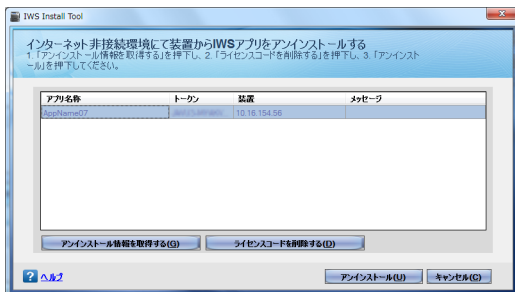 IWS Install Tool
インターネット非接続環境にて装置からIWSアプリをアンインストールする
1.「アンインストール情報を取得する」を押下し、2.「ライセンスコードを削除する」を押下し、3.「アンインスト
ール」を押下してください。
アプリ名称 トークン 装置 メッセージ
AppName07 10.18.154.56
アンインストール情報を取得する(G) ライセンスコードを削除する(D)
ヘルプ アンインストール(U) キャンセル(C)